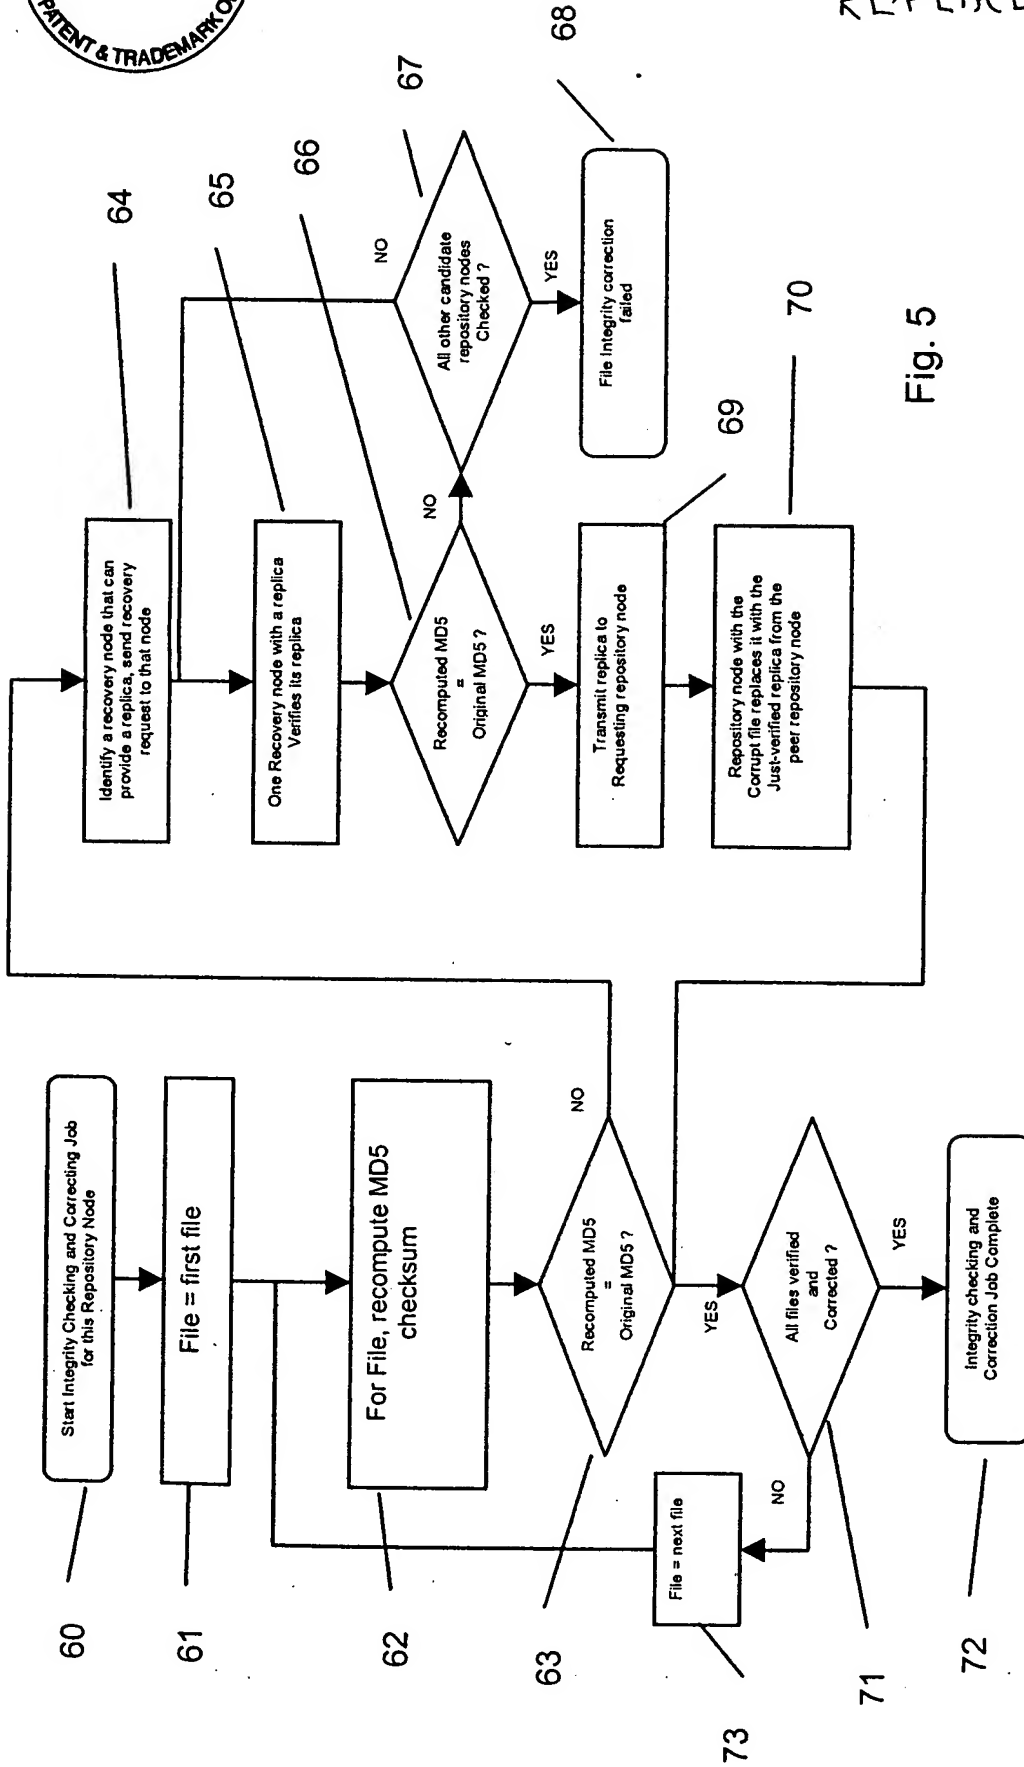 PATENT & TRADEMARK
60
Start Integrity Checking and Correcting Job
for this Repository Node
61
File = first file
62
For File, recompute MD5
checksum
63
Recomputed MD5
=
Original MD5 ?
NO
YES
71
All files verified
and
Corrected ?
NO
YES
73
File = next file
72
Integrity checking and
Correction Job Complete
64
Identify a recovery node that can
provide a replica, send recovery
request to that node
65
One Recovery node with a replica
Verifies its replica
66
Recomputed MD5
=
Original MD5 ?
NO
YES
67
All other candidate
repository nodes
Checked ?
NO
YES
68
File Integrity correction
failed
69
Transmit replica to
Requesting repository node
70
Repository node with the
Corrupt file replaces it with the
Just-verified replica from the
peer repository node
Fig. 5